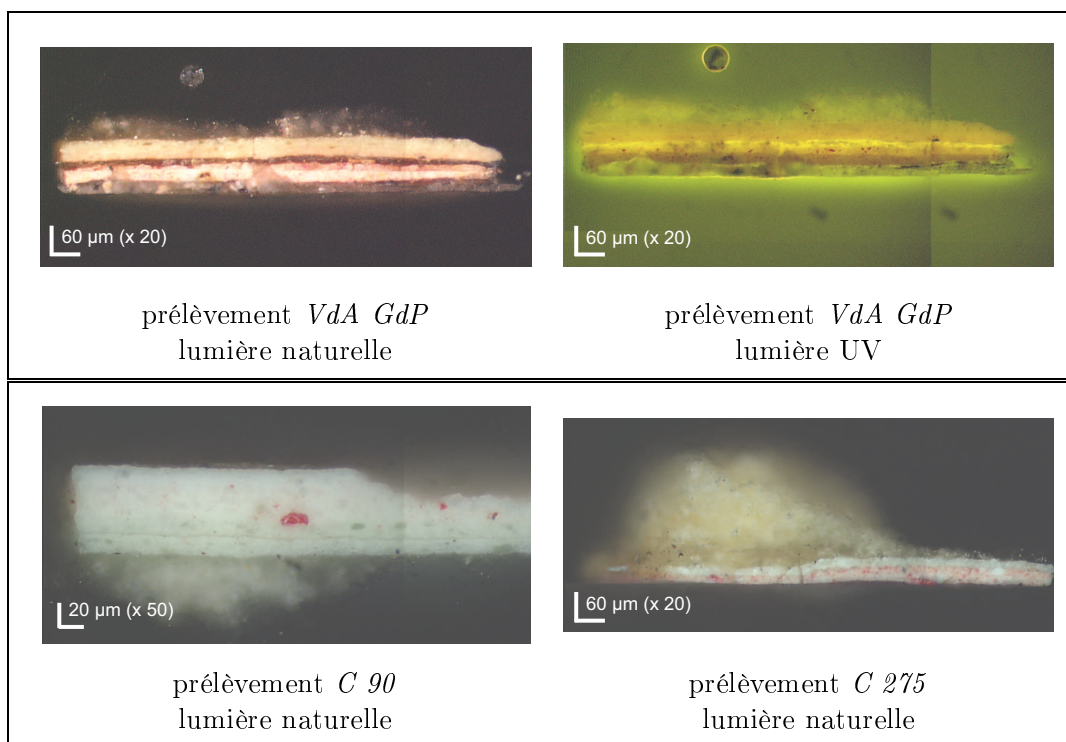 60 µm (x 20)
60 µm (x 20)
prélèvement VdA GdP
lumière naturelle
prélèvement VdA GdP
lumière UV
20 µm (x 50)
60 µm (x 20)
prélèvement C 90
lumière naturelle
prélèvement C 275
lumière naturelle